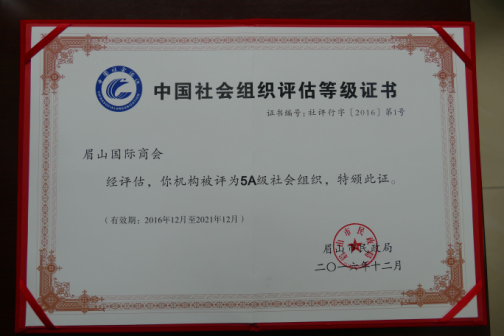 中国社会组织评估等级证书
证书编号：社评行字［2016］第1号
眉山国际商会
经评估，你机构被评为5A级社会组织，特颁此证。
（有效期：2016年12月至2021年12月）
眉山市民政局
二〇一六年十二月